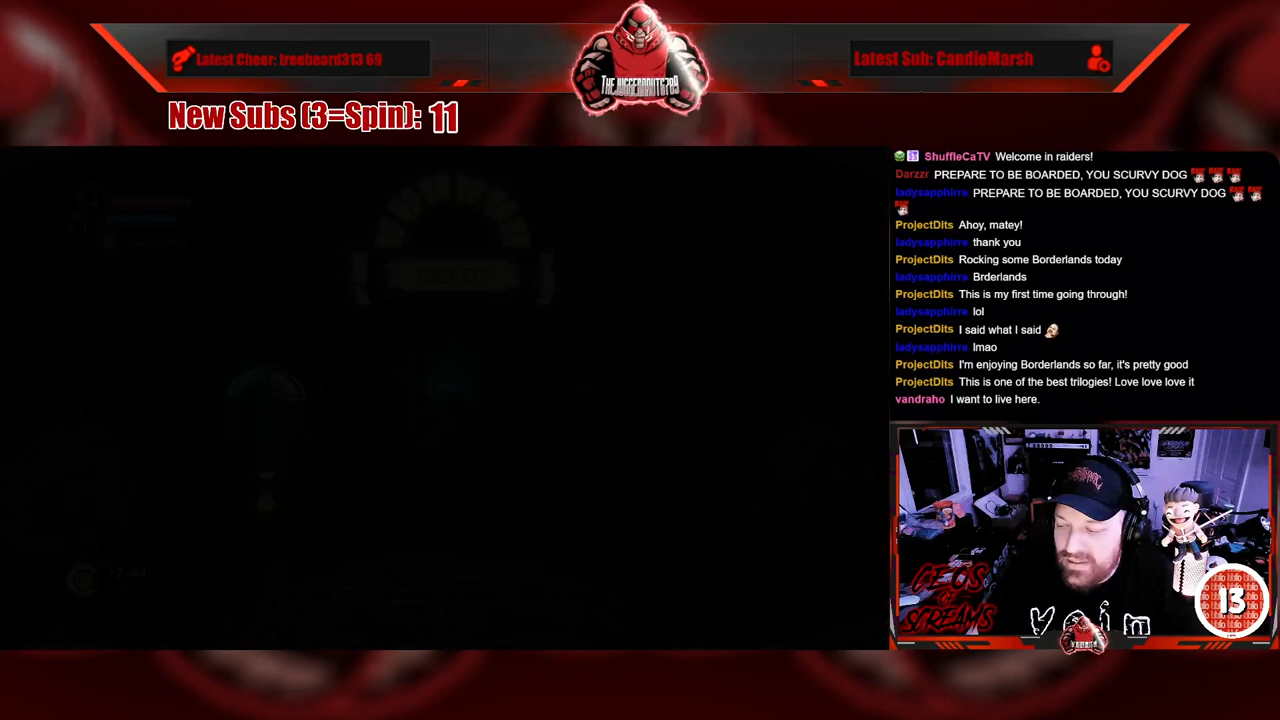 Latest Cheer: treebeard313 69
THEJUGGERNAUT6789
Latest Sub: CandieMarsh
New Subs (3=Spin): 11
ShuffleCaTV Welcome in raiders!
Darzzr PREPARE TO BE BOARDED, YOU SCURVY DOG
ladysapphirre PREPARE TO BE BOARDED, YOU SCURVY DOG
ProjectDits Ahoy, matey!
ladysapphirre thank you
ProjectDits Rocking some Borderlands today
ladysapphirre Brderlands
ProjectDits This is my first time going through!
ladysapphirre lol
ProjectDits I said what I said
ladysapphirre lmao
ProjectDits I'm enjoying Borderlands so far, it's pretty good
ProjectDits This is one of the best trilogies! Love love love it
vandraho I want to live here.
GEOS
OF
SCREAMS
13